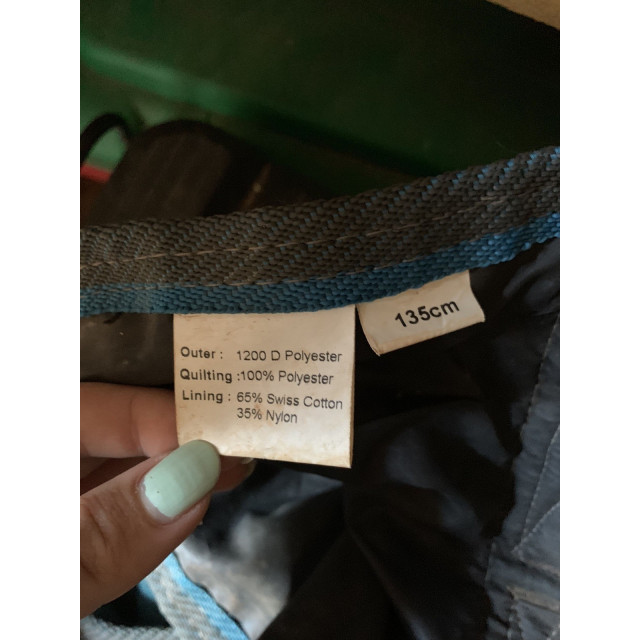 Outer : 1200 D Polyester
Quilting :100% Polyester
Lining : 65% Swiss Cotton
35% Nylon
135cm